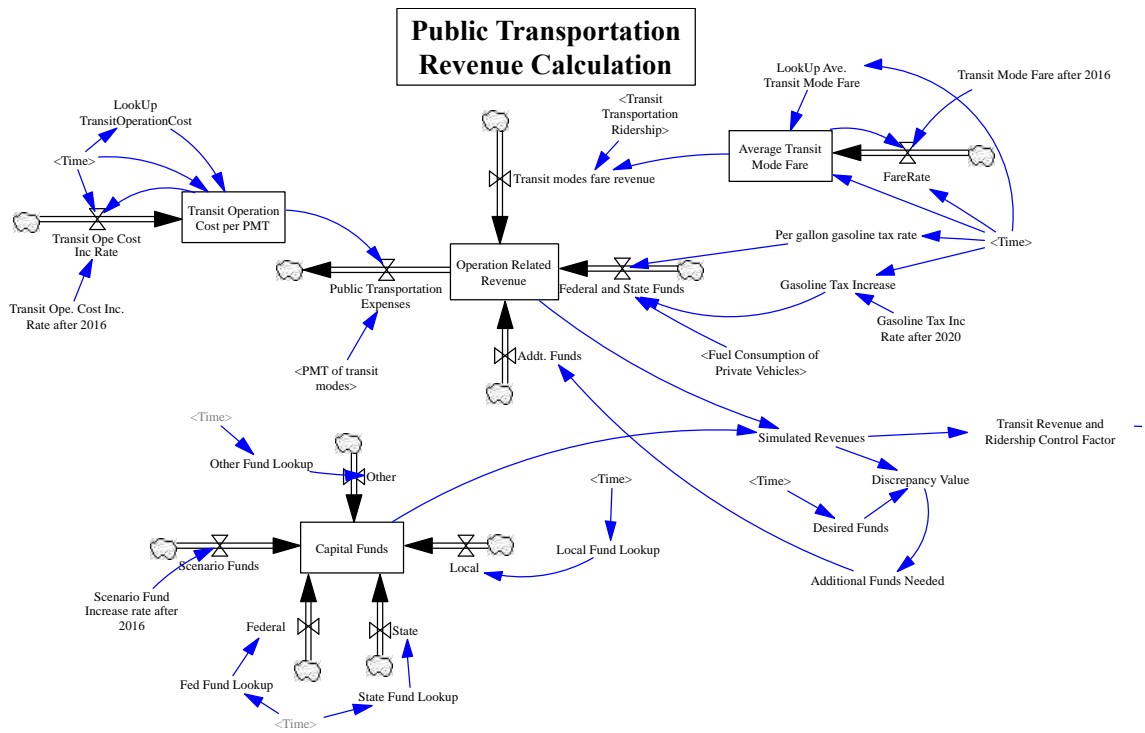 Public Transportation
Revenue Calculation
LookUp
TransitOperationCost
<Time>
Transit Operation
Cost per PMT
Transit Ope Cost
Inc Rate
Transit Ope. Cost Inc.
Rate after 2016
<Transit
Transportation
Ridership>
Transit modes fare revenue
LookUp Ave.
Transit Mode Fare
Transit Mode Fare after 2016
Average Transit
Mode Fare
FareRate
<Time>
Per gallon gasoline tax rate
Gasoline Tax Increase
Gasoline Tax Inc
Rate after 2020
Operation Related
Revenue
Federal and State Funds
Public Transportation
Expenses
<PMT of transit
modes>
Addt. Funds
<Fuel Consumption of
Private Vehicles>
<Time>
Other Fund Lookup
Other
Simulated Revenues
Transit Revenue and
Ridership Control Factor
<Time>
Discrepancy Value
Desired Funds
Additional Funds Needed
<Time>
Local Fund Lookup
Capital Funds
Scenario Funds
Local
Scenario Fund
Increase rate after
2016
Federal
State
Fed Fund Lookup
State Fund Lookup
<Time>